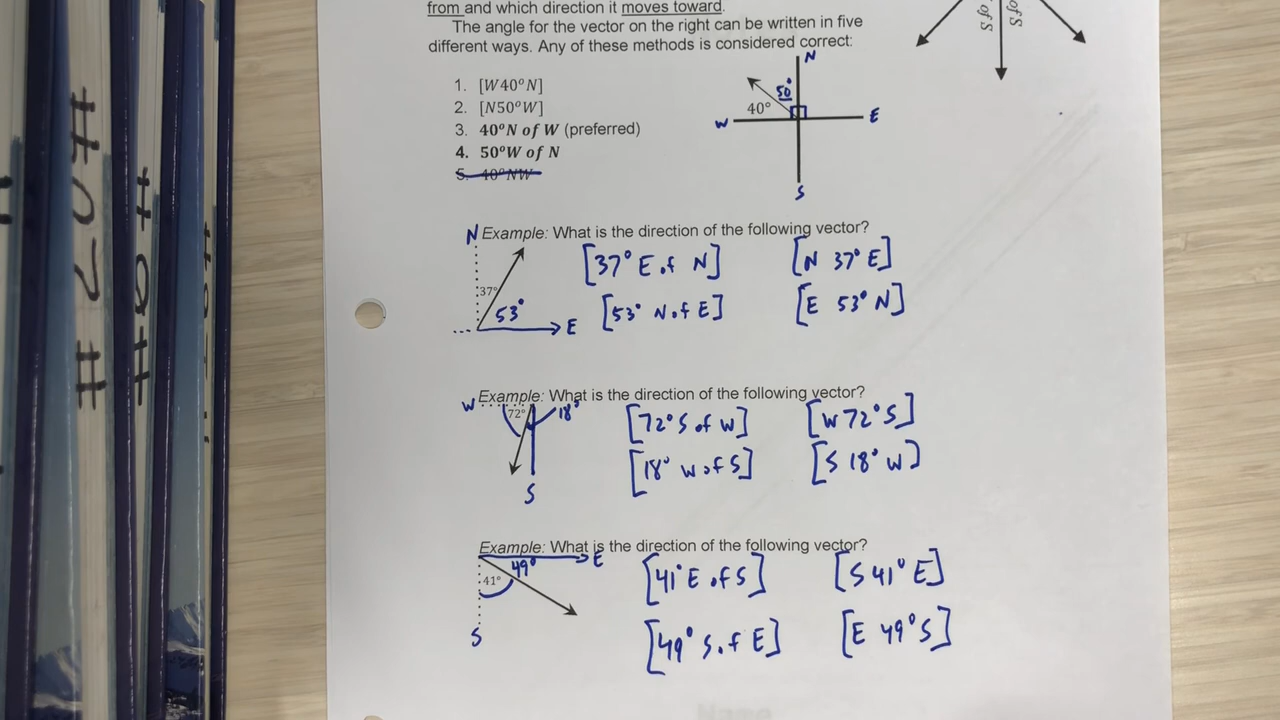 from and which direction it moves toward.
The angle for the vector on the right can be written in five
different ways. Any of these methods is considered correct:
1. [W40°N]
2. [N50°W]
3. 40°N of W (preferred)
4. 50°W of N
5. 40°NW
N
50°
40°
W
E
S
of S
of S
N Example: What is the direction of the following vector?
37°
53°
E
[37° E of N] [N 37° E]
[53° N of E] [E 53° N]
W Example: What is the direction of the following vector?
72°
18°
S
[72° S of W] [W 72° S]
[18° W of S] [S 18° W]
Example: What is the direction of the following vector?
E
49°
41°
S
[41° E of S] [S 41° E]
[49° S of E] [E 49° S]